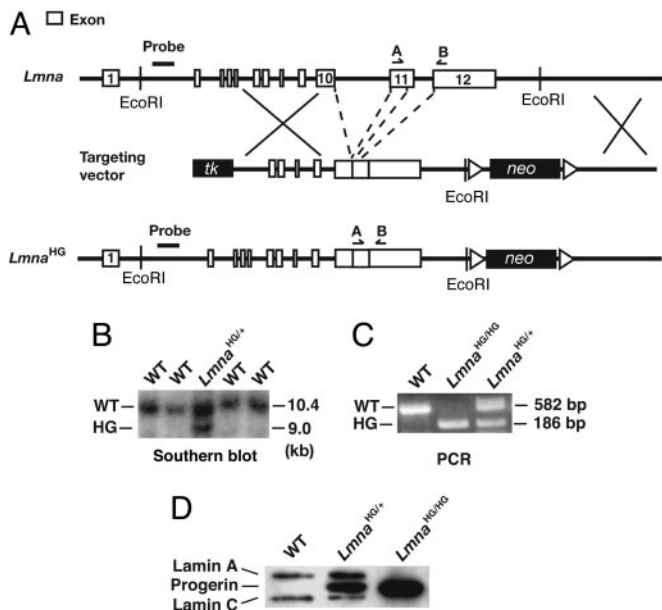 A
Exon
Probe
A
B
Lmna
1
10
11
12
EcoRI
EcoRI
Targeting
vector
tk
neo
EcoRI
Probe
A
B
Lmna^HG
1
neo
EcoRI
EcoRI
B
WT
WT
Lmna^HG/+
WT
WT
WT
10.4
HG
9.0
(kb)
Southern blot
C
WT
Lmna^HG/HG
Lmna^HG/+
582 bp
186 bp
PCR
D
WT
Lmna^HG/+
Lmna^HG/HG
Lamin A
Progerin
Lamin C